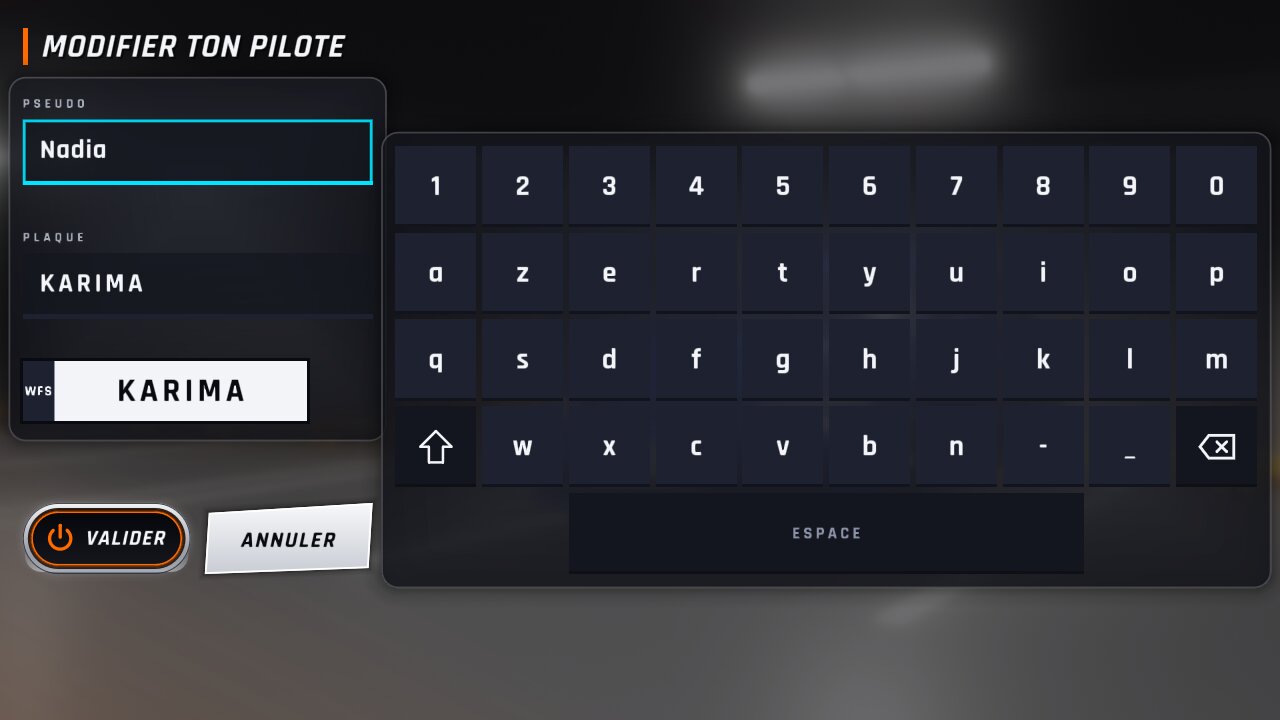 MODIFIER TON PILOTE
PSEUDO
Nadia
PLAQUE
KARIMA
WFS KARIMA
VALIDER ANNULER
1 2 3 4 5 6 7 8 9 0
a z e r t y u i o p
q s d f g h j k l m
w x c v b n - _
ESPACE